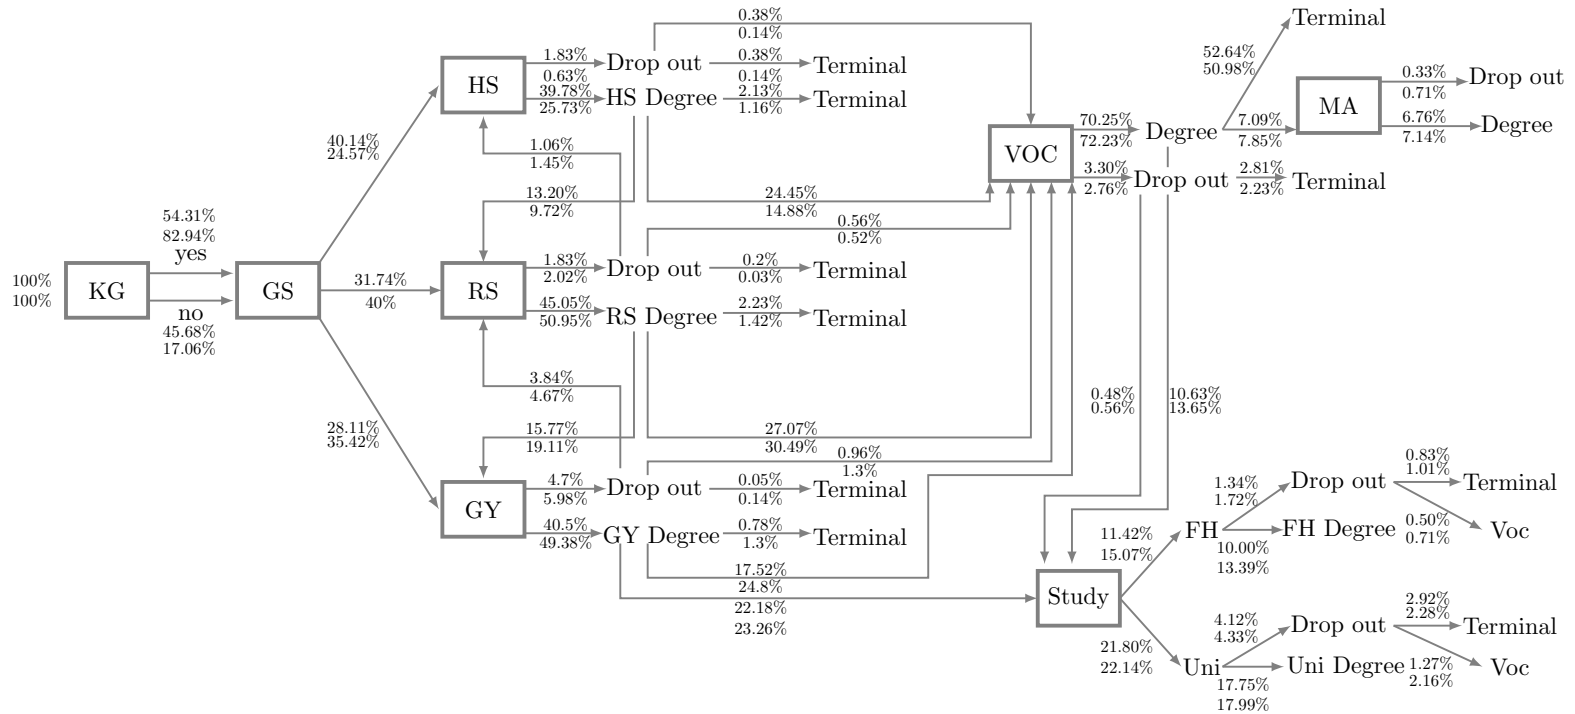 0.38%
0.14%
Terminal
1.83%
Drop out
0.38%
Terminal
52.64%
50.98%
HS
0.63%
0.14%
39.78%
HS Degree
2.13%
Terminal
25.73%
1.16%
MA
0.33%
Drop out
0.71%
6.76%
Degree
7.14%
70.25%
Degree
7.09%
72.23%
7.85%
40.14%
24.57%
1.06%
1.45%
VOC
3.30%
Drop out
2.81%
Terminal
2.76%
2.23%
13.20%
9.72%
24.45%
14.88%
54.31%
82.94%
yes
0.56%
0.52%
100%
100%
KG
GS
31.74%
40%
RS
1.83%
Drop out
0.2%
Terminal
2.02%
0.03%
45.05%
RS Degree
2.23%
Terminal
50.95%
1.42%
no
45.68%
17.06%
3.84%
4.67%
0.48%
0.56%
10.63%
13.65%
28.11%
35.42%
15.77%
19.11%
27.07%
30.49%
0.96%
1.3%
GY
4.7%
Drop out
0.05%
Terminal
5.98%
0.14%
40.5%
GY Degree
0.78%
Terminal
49.38%
1.3%
17.52%
24.8%
22.18%
23.26%
Study
11.42%
15.07%
FH
1.34%
1.72%
Drop out
0.83%
1.01%
Terminal
FH Degree
0.50%
0.71%
Voc
10.00%
13.39%
21.80%
22.14%
Uni
4.12%
4.33%
Drop out
2.92%
2.28%
Terminal
Uni Degree
1.27%
2.16%
Voc
17.75%
17.99%